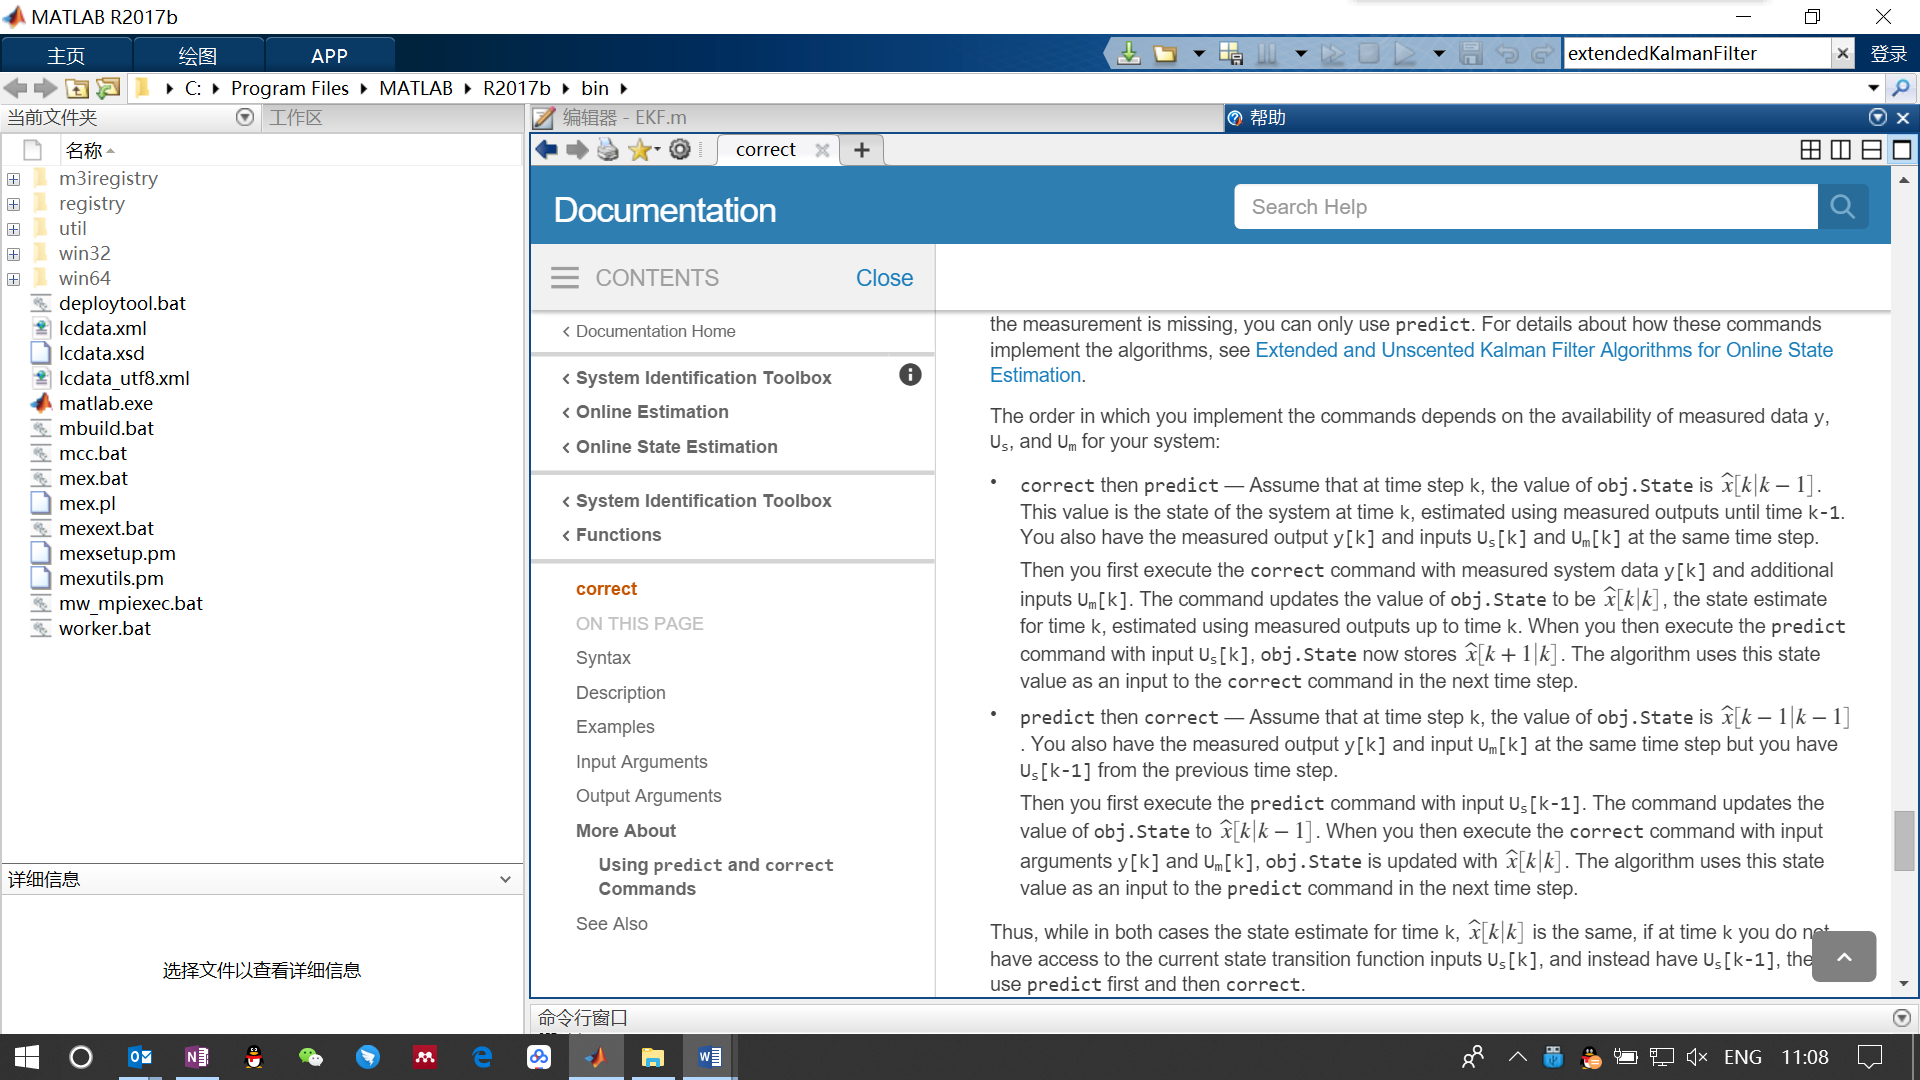 MATLAB R2017b
主页
绘图
APP
extendedKalmanFilter
登录
C: Program Files MATLAB R2017b bin
当前文件夹
工作区
编辑器 - EKF.m
帮助
名称
m3iregistry
registry
util
win32
win64
deploytool.bat
lcdata.xml
lcdata.xsd
lcdata_utf8.xml
matlab.exe
mbuild.bat
mcc.bat
mex.bat
mex.pl
mexext.bat
mexsetup.pm
mexutils.pm
mw_mpiexec.bat
worker.bat
详细信息
选择文件以查看详细信息
correct
Documentation
Search Help
CONTENTS
Close
Documentation Home
System Identification Toolbox
Online Estimation
Online State Estimation
System Identification Toolbox
Functions
correct
ON THIS PAGE
Syntax
Description
Examples
Input Arguments
Output Arguments
More About
Using predict and correct
Commands
See Also
the measurement is missing, you can only use predict. For details about how these commands
implement the algorithms, see Extended and Unscented Kalman Filter Algorithms for Online State
Estimation.
The order in which you implement the commands depends on the availability of measured data y,
Uₛ, and Uₘ for your system:
• correct then predict — Assume that at time step k, the value of obj.State is x̂[k|k − 1].
This value is the state of the system at time k, estimated using measured outputs until time k-1.
You also have the measured output y[k] and inputs Uₛ[k] and Uₘ[k] at the same time step.
Then you first execute the correct command with measured system data y[k] and additional
inputs Uₘ[k]. The command updates the value of obj.State to be x̂[k|k], the state estimate
for time k, estimated using measured outputs up to time k. When you then execute the predict
command with input Uₛ[k], obj.State now stores x̂[k + 1|k]. The algorithm uses this state
value as an input to the correct command in the next time step.
• predict then correct — Assume that at time step k, the value of obj.State is x̂[k − 1|k − 1]
. You also have the measured output y[k] and input Uₘ[k] at the same time step but you have
Uₛ[k-1] from the previous time step.
Then you first execute the predict command with input Uₛ[k-1]. The command updates the
value of obj.State to x̂[k|k − 1]. When you then execute the correct command with input
arguments y[k] and Uₘ[k], obj.State is updated with x̂[k|k]. The algorithm uses this state
value as an input to the predict command in the next time step.
Thus, while in both cases the state estimate for time k, x̂[k|k] is the same, if at time k you do not
have access to the current state transition function inputs Uₛ[k], and instead have Uₛ[k-1], the
use predict first and then correct.
命令行窗口
ENG
11:08